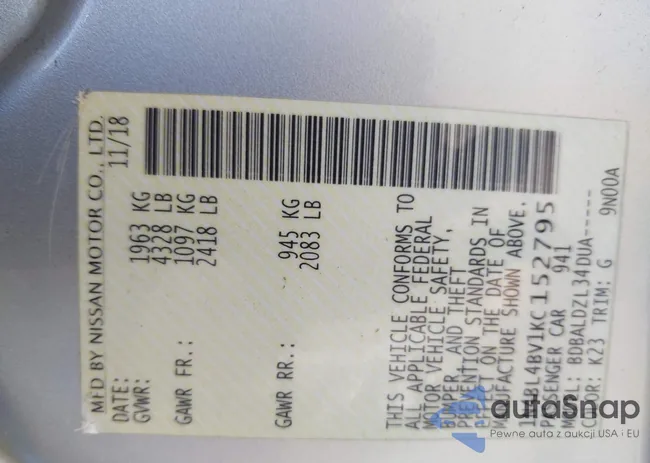 MFD BY NISSAN MOTOR CO., LTD.
DATE: 11/18
GVWR: 1963 KG
4328 LB
GAWR FR.: 1097 KG
2418 LB
GAWR RR.: 945 KG
2083 LB
THIS VEHICLE CONFORMS TO
ALL APPLICABLE FEDERAL
MOTOR VEHICLE SAFETY,
BUMPER, AND THEFT
PREVENTION STANDARDS IN
EFFECT ON THE DATE OF
MANUFACTURE SHOWN ABOVE.
1N4BL4BV1KC152795
PASSENGER CAR 941
MODEL: BDBALDZL34DUA-----
COLOR: K23 TRIM: G 9N00A
autaSnap
Pewne auta z aukcji USA i EU